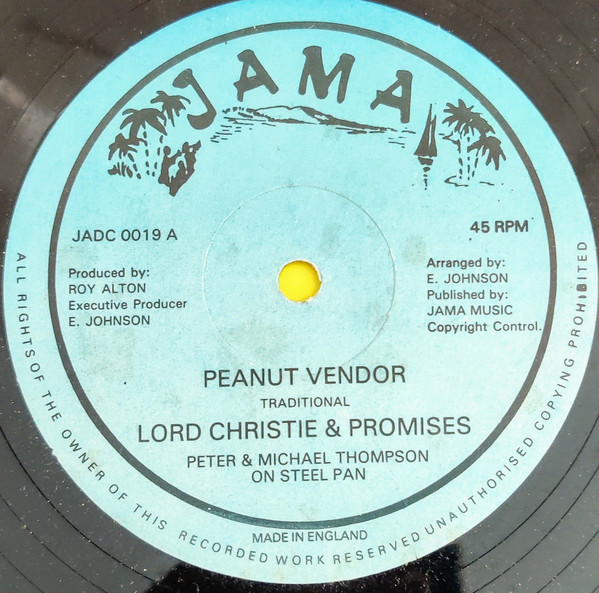 JAMA
JADC 0019 A
45 RPM
Produced by:
ROY ALTON
Executive Producer
E. JOHNSON
Arranged by:
E. JOHNSON
Published by:
JAMA MUSIC
Copyright Control.
PEANUT VENDOR
TRADITIONAL
LORD CHRISTIE & PROMISES
PETER & MICHAEL THOMPSON
ON STEEL PAN
MADE IN ENGLAND
ALL RIGHTS OF THE OWNER OF THIS RECORDED WORK RESERVED UNAUTHORISED COPYING PROHIBITED